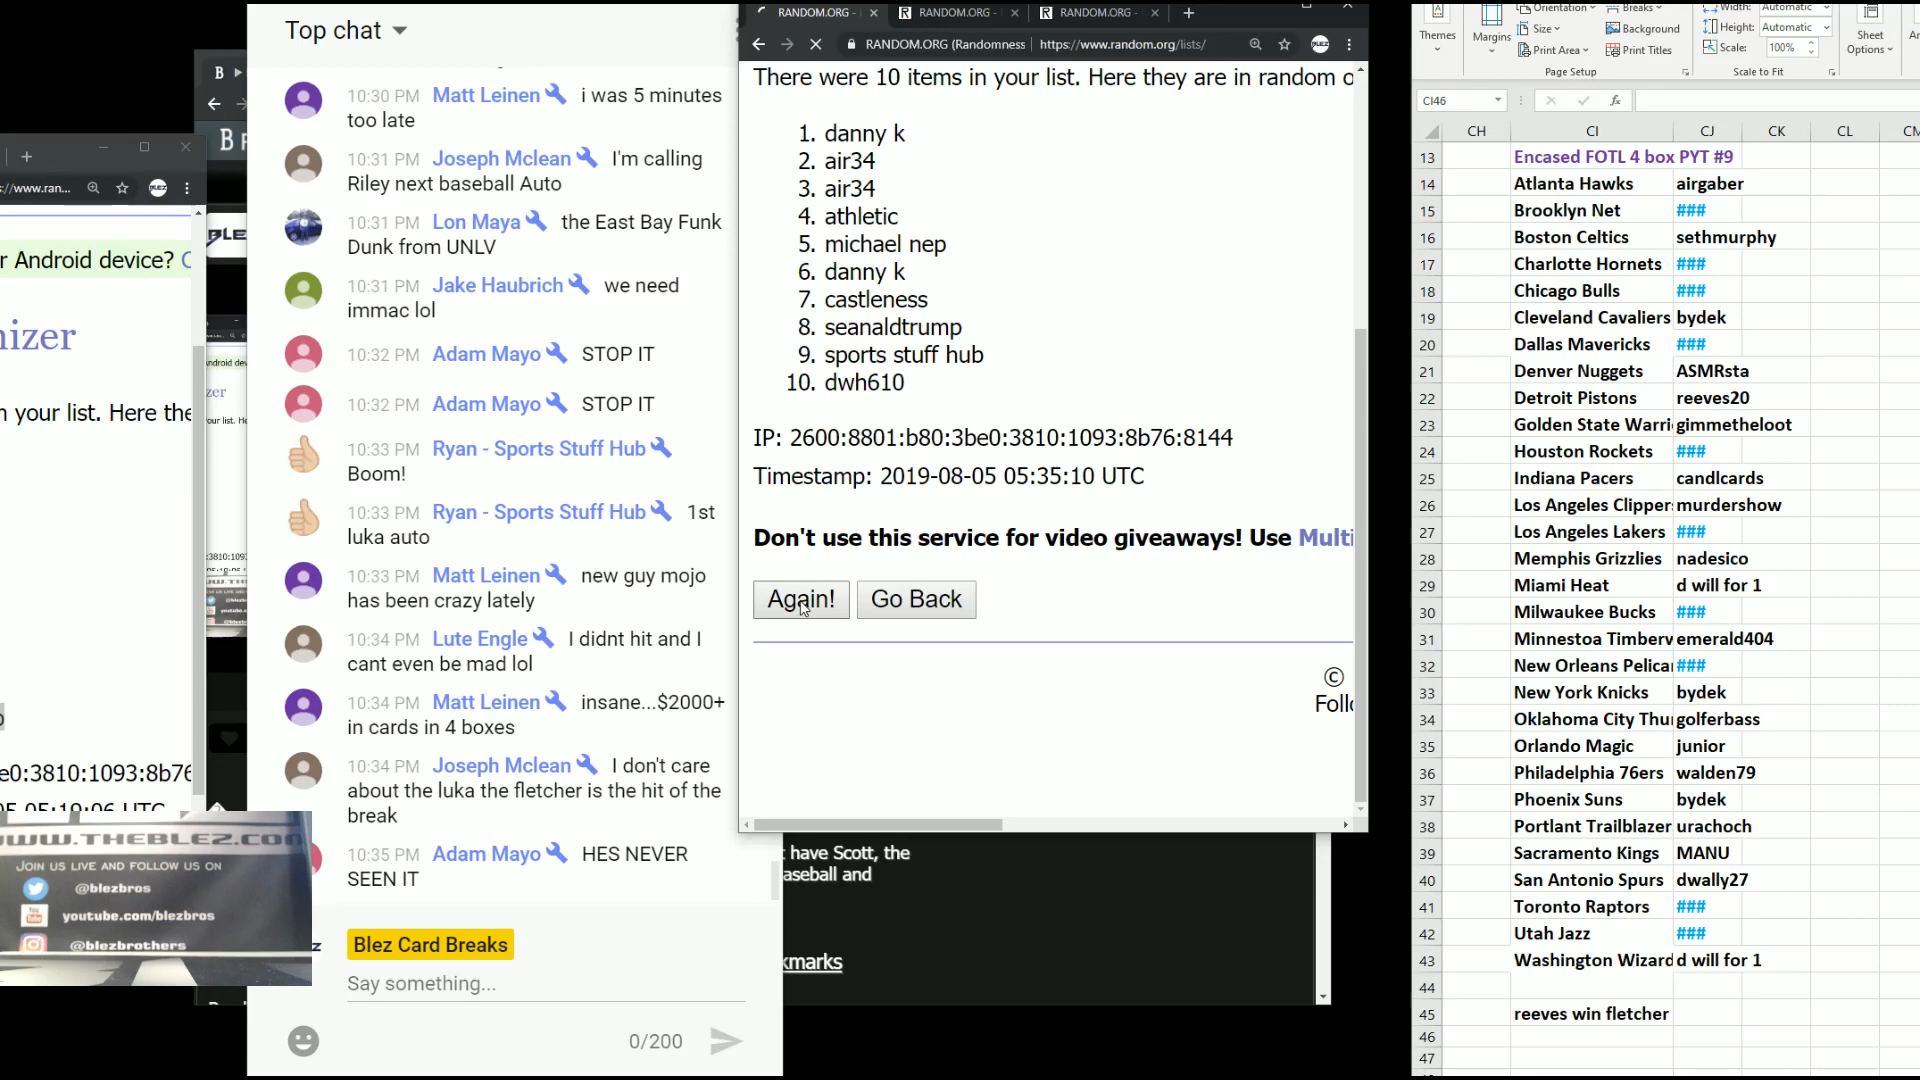 Top chat
10:30 PM Matt Leinen i was 5 minutes
too late
10:31 PM Joseph Mclean I'm calling
Riley next baseball Auto
10:31 PM Lon Maya the East Bay Funk
Dunk from UNLV
10:31 PM Jake Haubrich we need
immac lol
10:32 PM Adam Mayo STOP IT
10:32 PM Adam Mayo STOP IT
10:33 PM Ryan - Sports Stuff Hub
Boom!
10:33 PM Ryan - Sports Stuff Hub 1st
luka auto
10:33 PM Matt Leinen new guy mojo
has been crazy lately
10:34 PM Lute Engle I didnt hit and I
cant even be mad lol
10:34 PM Matt Leinen insane...$2000+
in cards in 4 boxes
10:34 PM Joseph Mclean I don't care
about the luka the fletcher is the hit of the
break
10:35 PM Adam Mayo HES NEVER
SEEN IT
Blez Card Breaks
Say something...
0/200
://www.ran...
r Android device?
nizer
n your list. Here the
e0:3810:1093:8b76
WWW.THEBLEZ.COM
JOIN US LIVE AND FOLLOW US ON
@blezbros
youtube.com/blezbros
@blezbrothers
RANDOM.ORG - RANDOM.ORG - RANDOM.ORG -
RANDOM.ORG (Randomness https://www.random.org/lists/
There were 10 items in your list. Here they are in random o
1. danny k
2. air34
3. air34
4. athletic
5. michael nep
6. danny k
7. castleness
8. seanaldtrump
9. sports stuff hub
10. dwh610
IP: 2600:8801:b80:3be0:3810:1093:8b76:8144
Timestamp: 2019-08-05 05:35:10 UTC
Don't use this service for video giveaways! Use Multi
Again! Go Back
©
Follo
have Scott, the
aseball and
kmarks
Themes Margins Orientation Size Print Area Breaks Background Print Titles
Width: Automatic
Height: Automatic
Scale: 100%
Sheet
Options
Page Setup Scale to Fit
CI46 fx
CH CI CJ CK CL CM
13 Encased FOTL 4 box PYT #9
14 Atlanta Hawks airgaber
15 Brooklyn Net ###
16 Boston Celtics sethmurphy
17 Charlotte Hornets ###
18 Chicago Bulls ###
19 Cleveland Cavaliers bydek
20 Dallas Mavericks ###
21 Denver Nuggets ASMRsta
22 Detroit Pistons reeves20
23 Golden State Warri gimmetheloot
24 Houston Rockets ###
25 Indiana Pacers candlcards
26 Los Angeles Clipper murdershow
27 Los Angeles Lakers ###
28 Memphis Grizzlies nadesico
29 Miami Heat d will for 1
30 Milwaukee Bucks ###
31 Minnestoa Timberv emerald404
32 New Orleans Pelica ###
33 New York Knicks bydek
34 Oklahoma City Thu golferbass
35 Orlando Magic junior
36 Philadelphia 76ers walden79
37 Phoenix Suns bydek
38 Portlant Trailblazer urachoch
39 Sacramento Kings MANU
40 San Antonio Spurs dwally27
41 Toronto Raptors ###
42 Utah Jazz ###
43 Washington Wizard d will for 1
44
45 reeves win fletcher
46
47